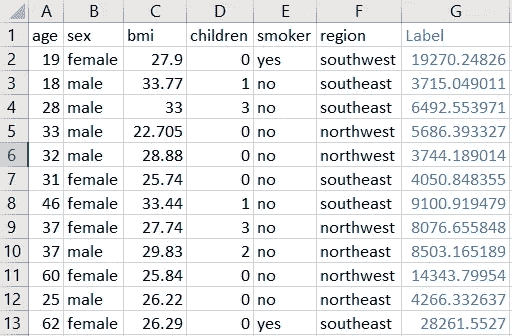 A B C D E F G
1 age sex bmi children smoker region Label
2 19 female 27.9 0 yes southwest 19270.24826
3 18 male 33.77 1 no southeast 3715.049011
4 28 male 33 3 no southeast 6492.553971
5 33 male 22.705 0 no northwest 5686.393327
6 32 male 28.88 0 no northwest 3744.189014
7 31 female 25.74 0 no southeast 4050.848355
8 46 female 33.44 1 no southeast 9100.919479
9 37 female 27.74 3 no northwest 8076.655848
10 37 male 29.83 2 no northeast 8503.165189
11 60 female 25.84 0 no northwest 14343.79954
12 25 male 26.22 0 no northeast 4266.332637
13 62 female 26.29 0 yes southeast 28261.5527